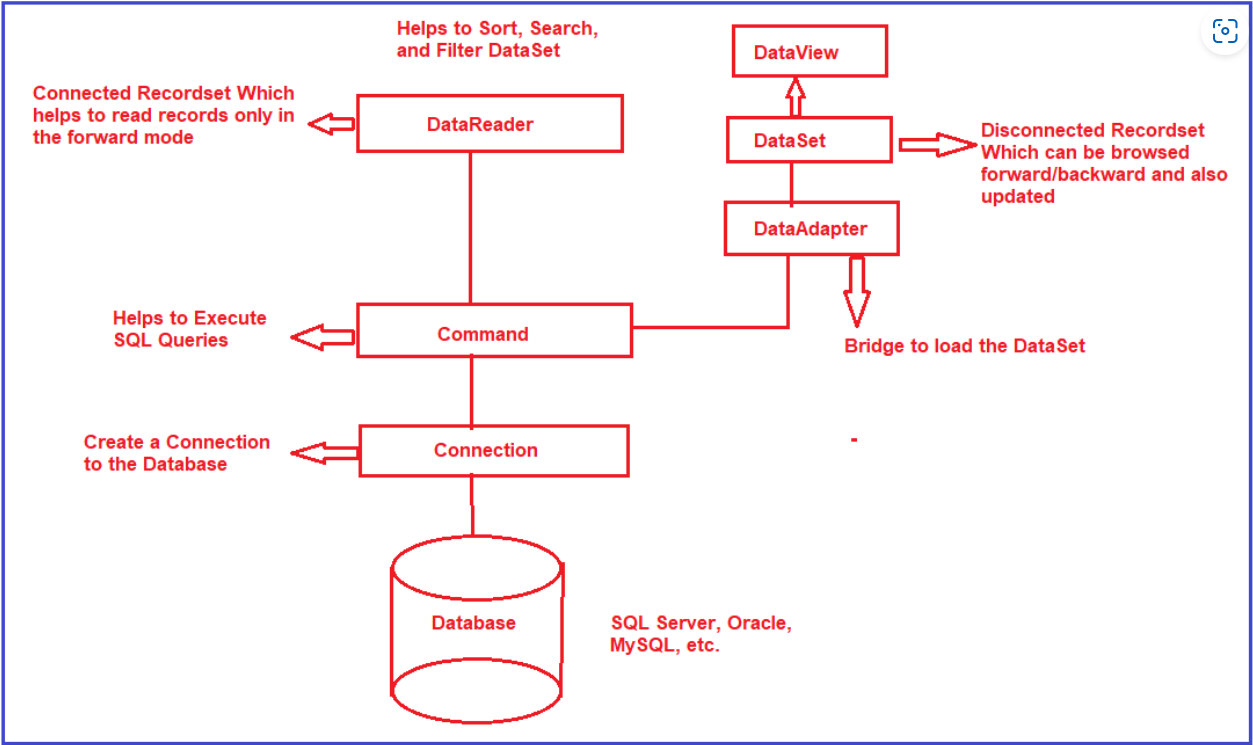 Helps to Sort, Search,
and Filter DataSet
DataView
Connected Recordset Which
helps to read records only in
the forward mode
DataReader
DataSet
Disconnected Recordset
Which can be browsed
forward/backward and also
updated
DataAdapter
Helps to Execute
SQL Queries
Command
Bridge to load the DataSet
Create a Connection
to the Database
Connection
Database
SQL Server, Oracle,
MySQL, etc.